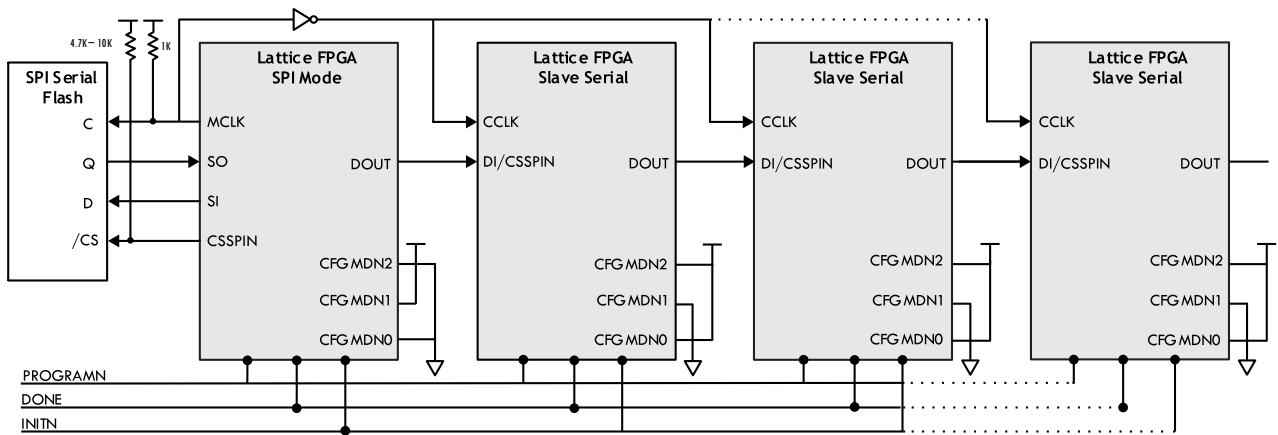 4.7K– 10K
1K
SPI Serial
Flash
C
Q
D
/CS
Lattice FPGA
SPI Mode
MCLK
SO
SI
CSSPIN
DOUT
CFGMDN2
CFGMDN1
CFGMDN0
Lattice FPGA
Slave Serial
CCLK
DI/CSSPIN
DOUT
CFGMDN2
CFGMDN1
CFGMDN0
Lattice FPGA
Slave Serial
CCLK
DI/CSSPIN
DOUT
CFGMDN2
CFGMDN1
CFGMDN0
Lattice FPGA
Slave Serial
CCLK
DI/CSSPIN
DOUT
CFGMDN2
CFGMDN1
CFGMDN0
PROGRAMN
DONE
INITN